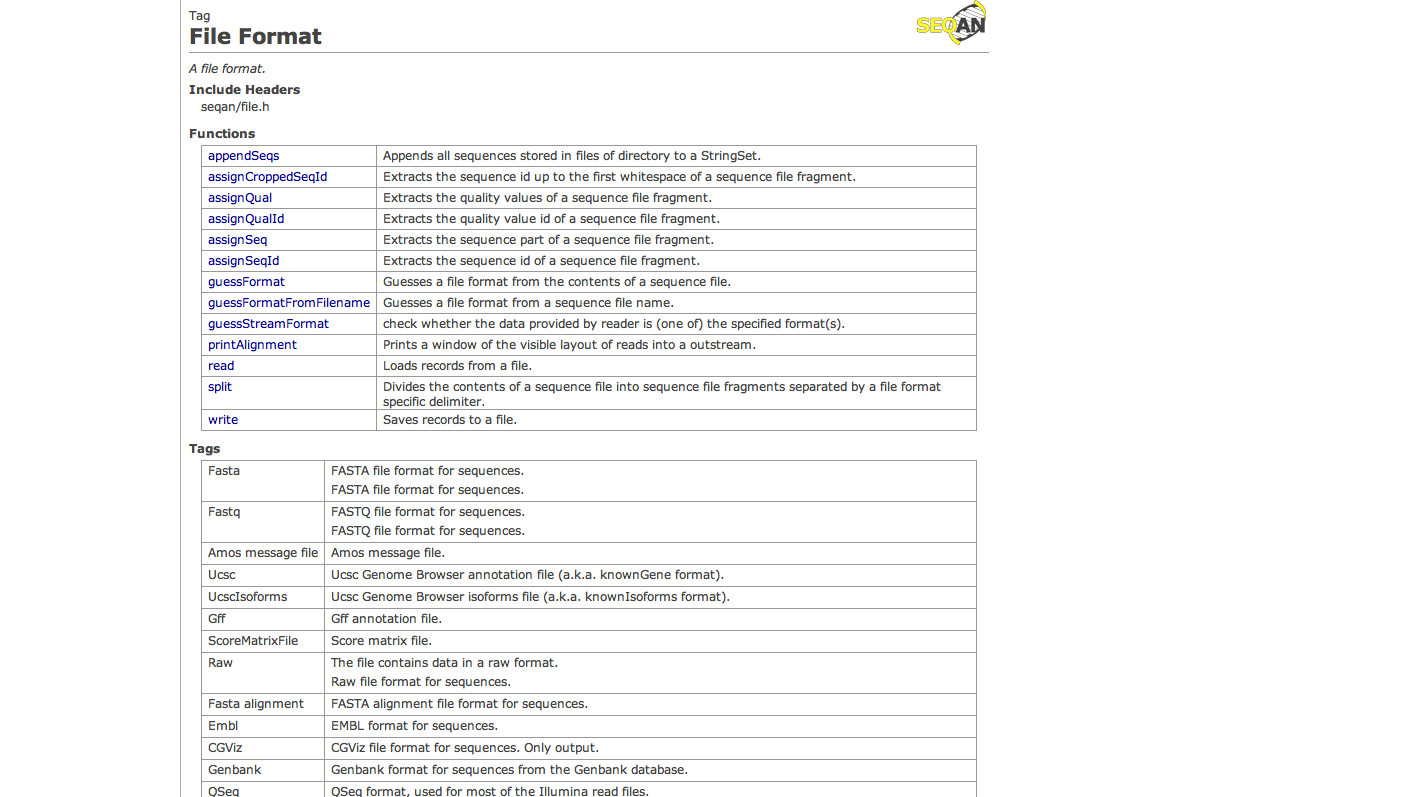 Tag
File Format
SEQAN
A file format.
Include Headers
seqan/file.h
Functions
appendSeqs Appends all sequences stored in files of directory to a StringSet.
assignCroppedSeqId Extracts the sequence id up to the first whitespace of a sequence file fragment.
assignQual Extracts the quality values of a sequence file fragment.
assignQualId Extracts the quality value id of a sequence file fragment.
assignSeq Extracts the sequence part of a sequence file fragment.
assignSeqId Extracts the sequence id of a sequence file fragment.
guessFormat Guesses a file format from the contents of a sequence file.
guessFormatFromFilename Guesses a file format from a sequence file name.
guessStreamFormat check whether the data provided by reader is (one of) the specified format(s).
printAlignment Prints a window of the visible layout of reads into a outstream.
read Loads records from a file.
split Divides the contents of a sequence file into sequence file fragments separated by a file format
specific delimiter.
write Saves records to a file.
Tags
Fasta FASTA file format for sequences.
FASTA file format for sequences.
Fastq FASTQ file format for sequences.
FASTQ file format for sequences.
Amos message file Amos message file.
Ucsc Ucsc Genome Browser annotation file (a.k.a. knownGene format).
UcscIsoforms Ucsc Genome Browser isoforms file (a.k.a. knownIsoforms format).
Gff Gff annotation file.
ScoreMatrixFile Score matrix file.
Raw The file contains data in a raw format.
Raw file format for sequences.
Fasta alignment FASTA alignment file format for sequences.
Embl EMBL format for sequences.
CGViz CGViz file format for sequences. Only output.
Genbank Genbank format for sequences from the Genbank database.
QSeq QSeq format, used for most of the Illumina read files.